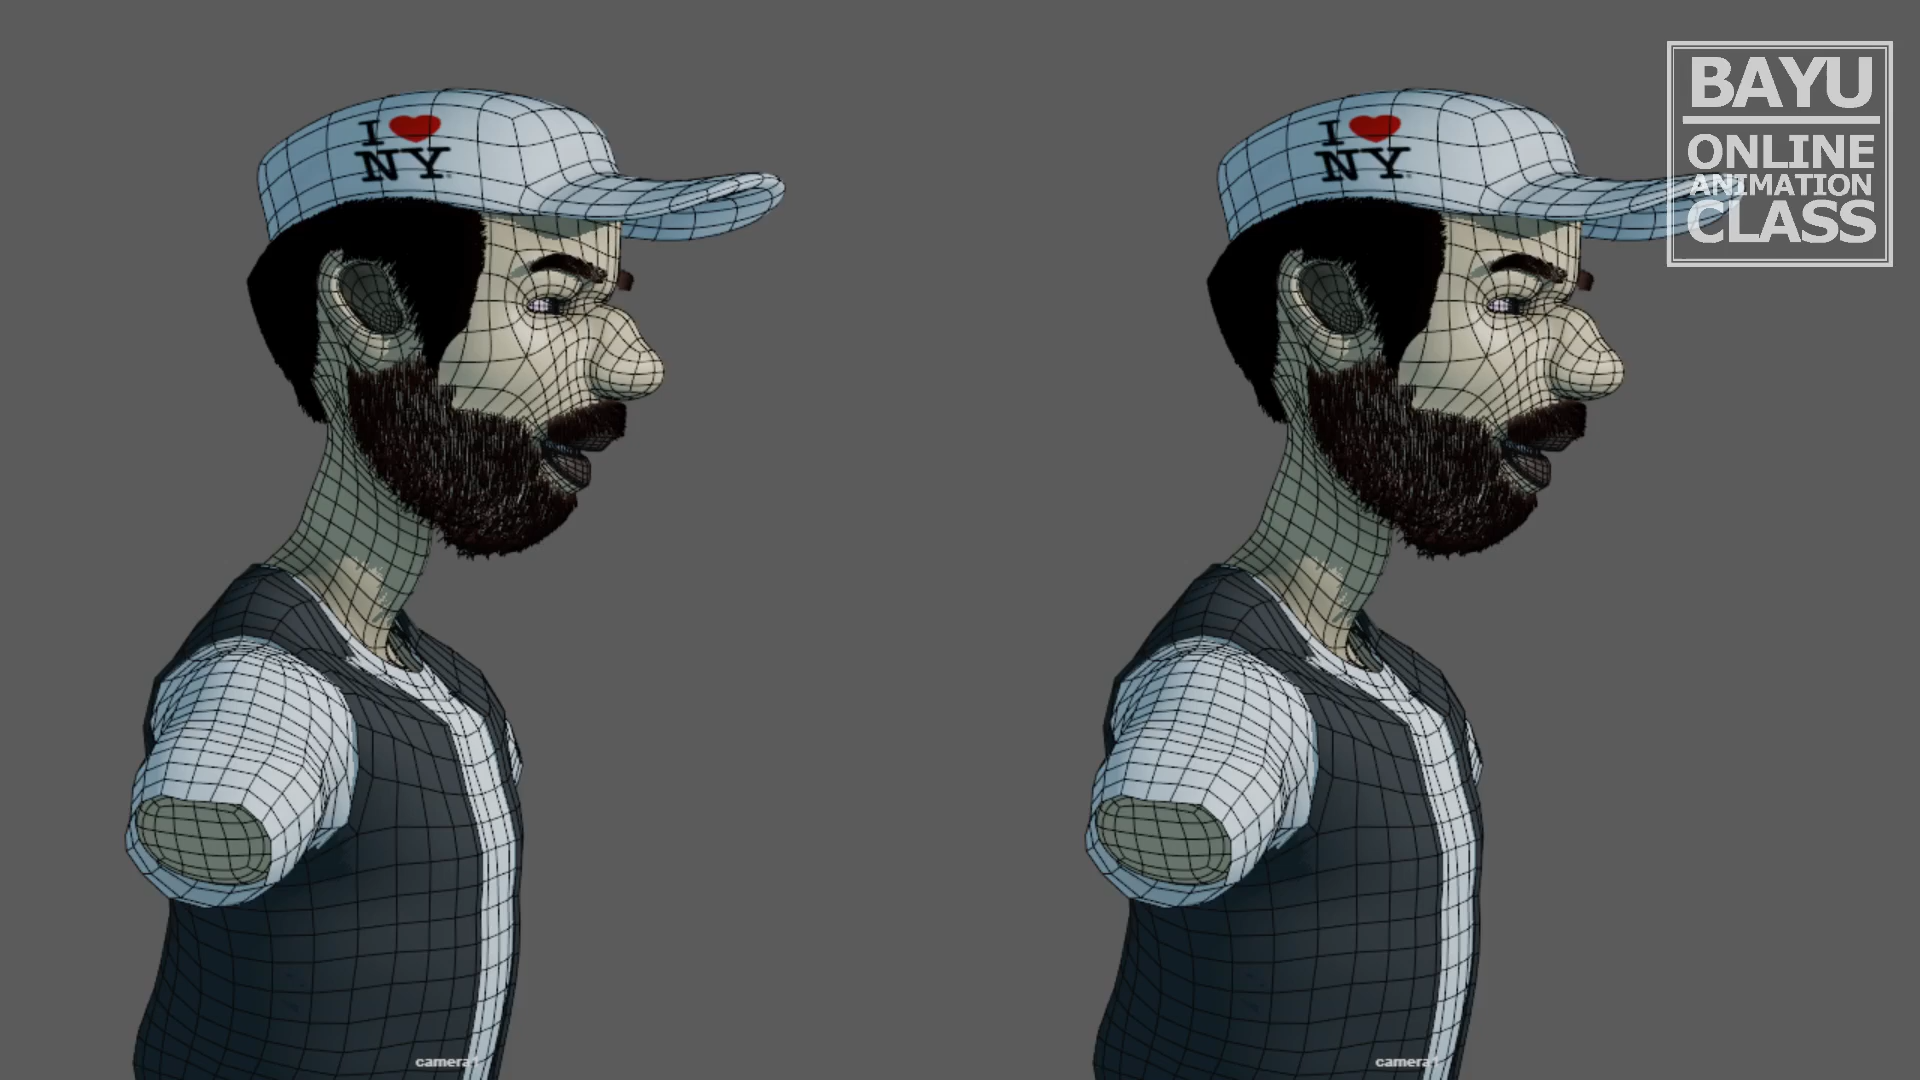 I ❤ NY
I ❤ NY
BAYU
ONLINE
ANIMATION
CLASS
camera1
camera1